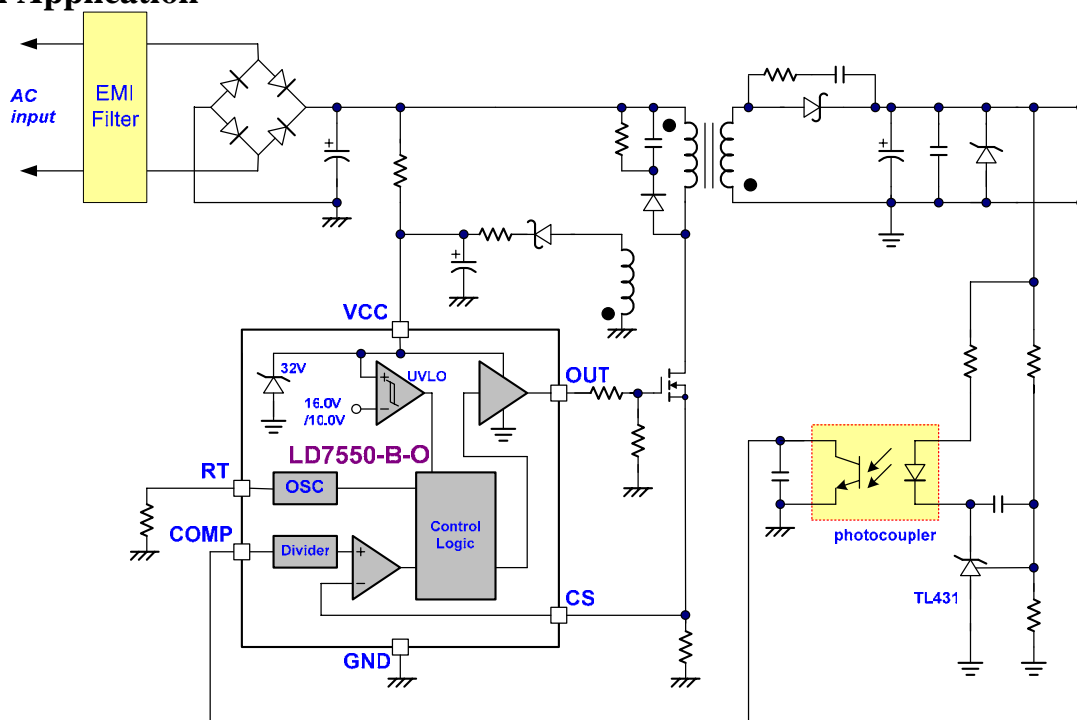 Application
AC
input
EMI
Filter
VCC
32V
UVLO
16.0V
/10.0V
OUT
LD7550-B-O
RT
OSC
COMP
Divider
Control
Logic
CS
GND
photocoupler
TL431
+
+
+
+
−
+
−